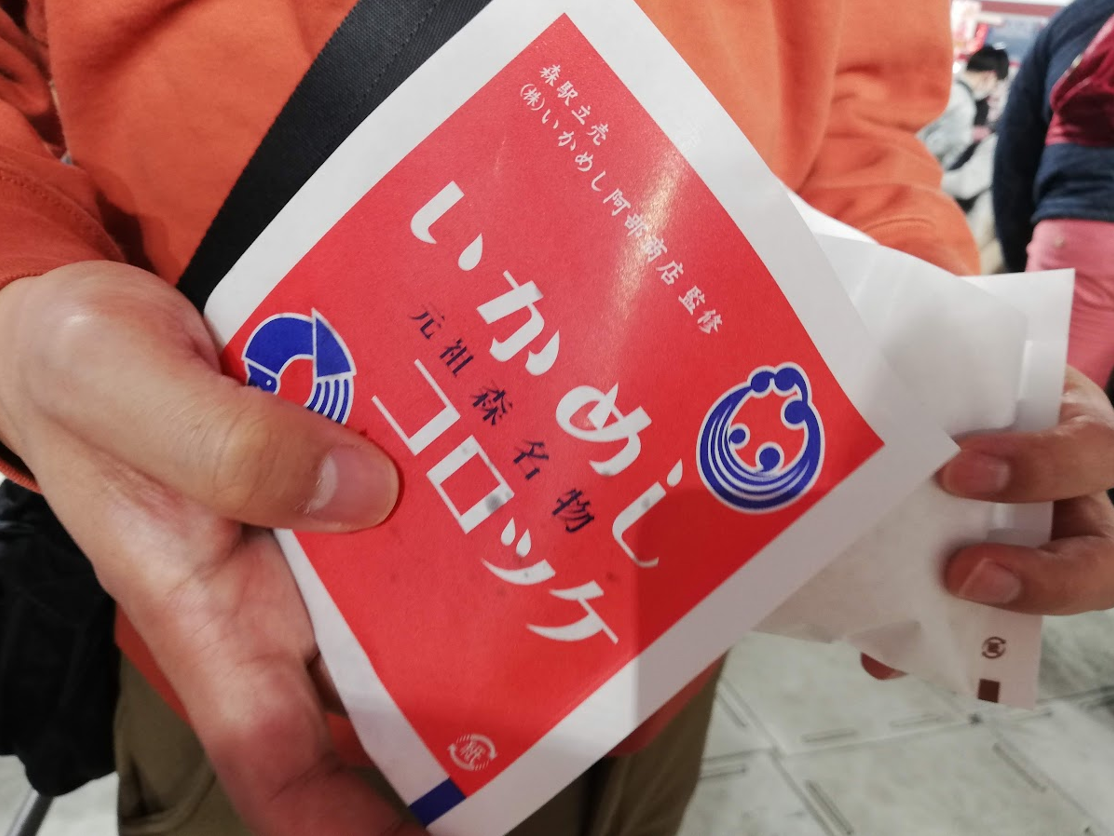 森駅立売
(株)いかめし阿部商店監修
いかめし
元祖森名物
コロッケ
紙